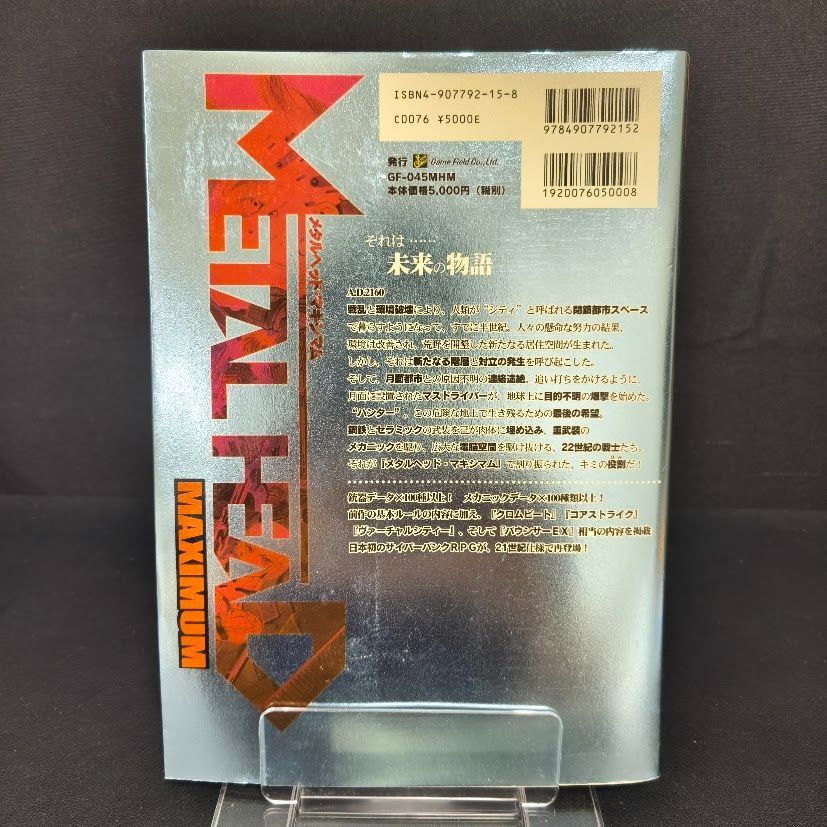 METAL HEAD
メタルヘッド・マキシマム
MAXIMUM
ISBN4-907792-15-8
C0076 ¥5000E
9784907792152
1920076050008
発行 Game Field Co.,Ltd.
GF-045MHM
本体価格5,000円（税別）
それは……
未来の物語
A.D.2160
戦乱と環境破壊により、人類が“シティ”と呼ばれる閉鎖都市スペース
で暮らすようになって、すでに半世紀。人々の懸命な努力の結果、
環境は改善され、荒野を開墾した新たなる居住空間が生まれた。
しかし、それは新たなる階層と対立の発生を呼び起こした。
そして、月面都市との原因不明の連絡途絶、追い打ちをかけるように、
月面に設置されたマスドライバーが、地球上に目的不明の爆撃を始めた。
“ハンター”。この危険な地上で生き残るための最後の希望。
鋼鉄とセラミックの武装を己が肉体に埋め込み、重武装の
メカニックを駆り、広大な電脳空間を駆け抜ける、22世紀の戦士たち。
それが『メタルヘッド・マキシマム』で割り振られた、キミの役割だ！
銃器データ×100種以上！ メカニックデータ×100種類以上！
前作の基本ルールの内容に加え、『クロムビート』『コアストライク』
『ヴァーチャルシティー』、そして『バウンサーEX』相当の内容を掲載
日本初のサイバーパンクRPGが、21世紀仕様で再登場！